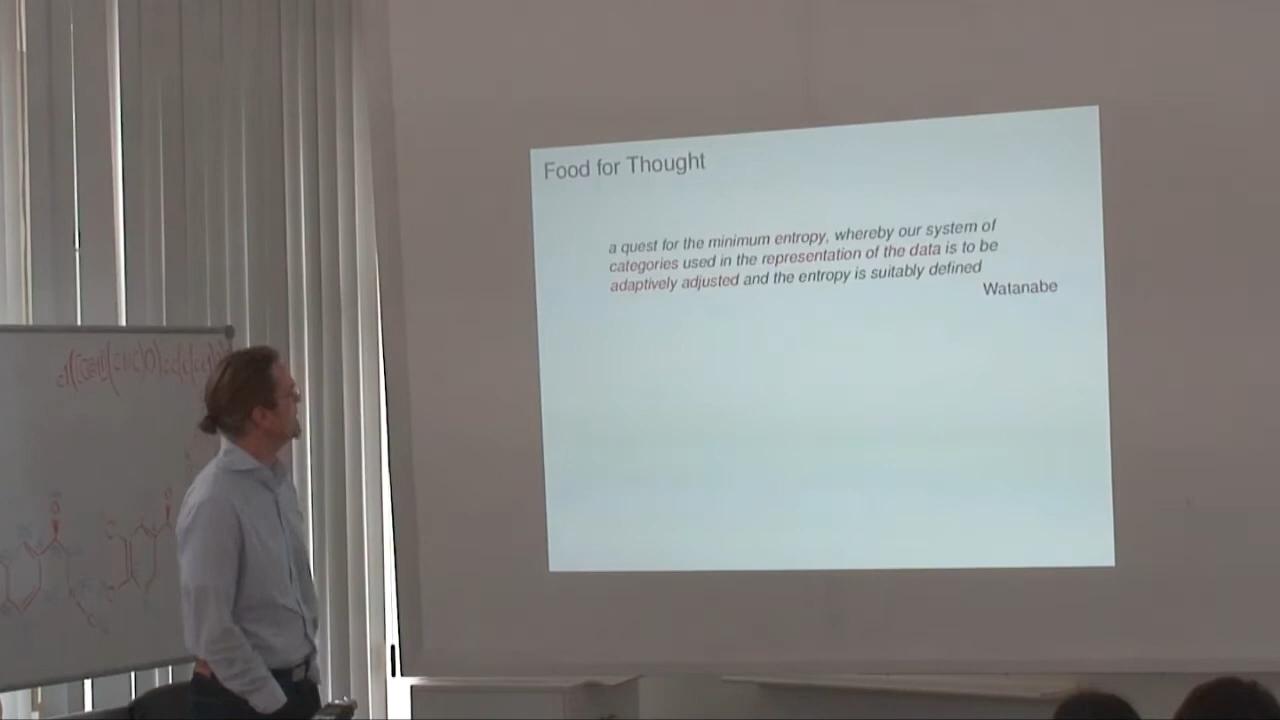 Food for Thought
a quest for the minimum entropy, whereby our system of
categories used in the representation of the data is to be
adaptively adjusted and the entropy is suitably defined
Watanabe